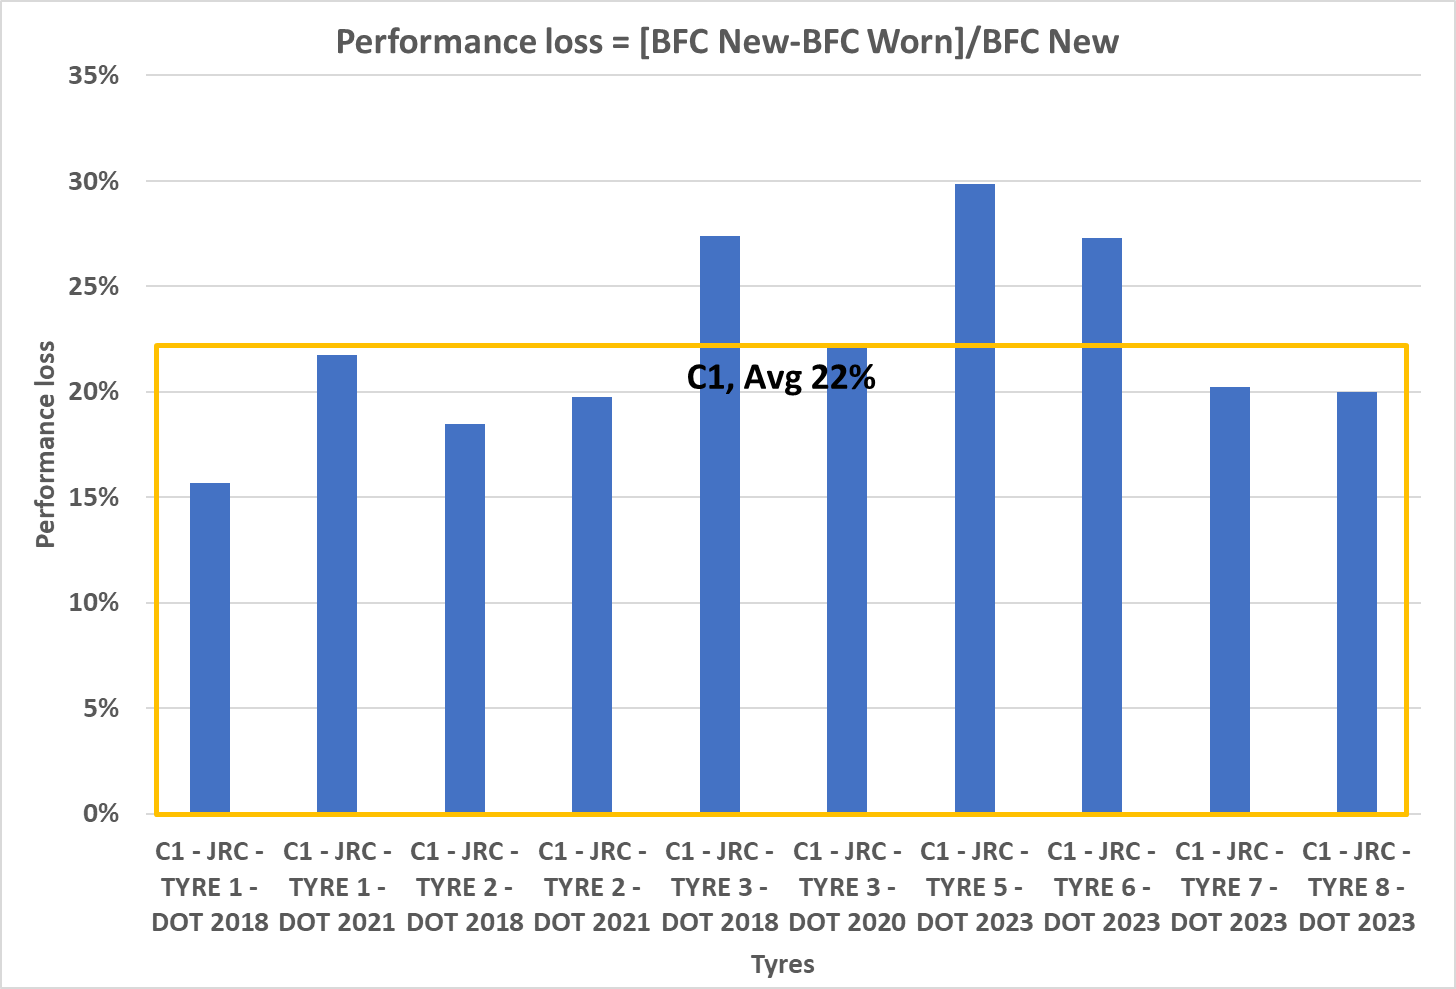 Performance loss = [BFC New-BFC Worn]/BFC New
35%
30%
25%
20%
15%
10%
5%
0%
Performance loss
C1, Avg 22%
C1 - JRC -
TYRE 1 -
DOT 2018
C1 - JRC -
TYRE 1 -
DOT 2021
C1 - JRC -
TYRE 2 -
DOT 2018
C1 - JRC -
TYRE 2 -
DOT 2021
C1 - JRC -
TYRE 3 -
DOT 2018
C1 - JRC -
TYRE 3 -
DOT 2020
C1 - JRC -
TYRE 5 -
DOT 2023
C1 - JRC -
TYRE 6 -
DOT 2023
C1 - JRC -
TYRE 7 -
DOT 2023
C1 - JRC -
TYRE 8 -
DOT 2023
Tyres